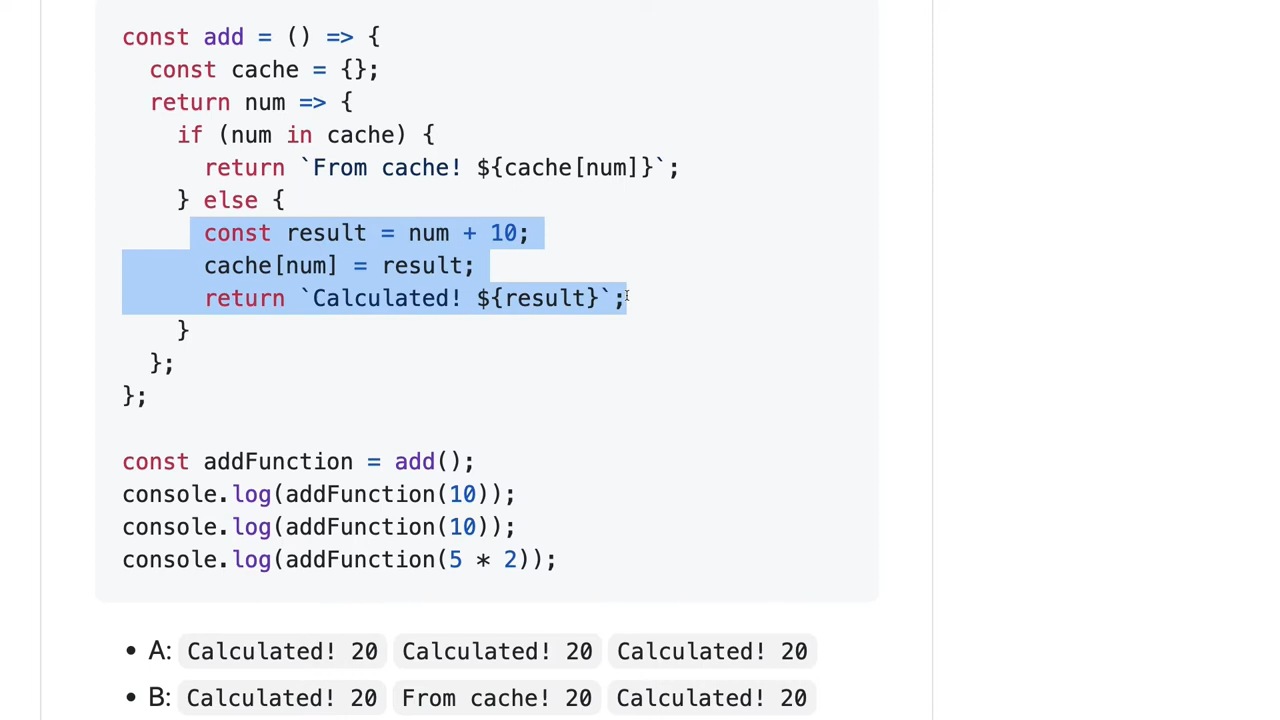 const add = () => {
  const cache = {};
  return num => {
    if (num in cache) {
      return `From cache! ${cache[num]}`;
    } else {
      const result = num + 10;
      cache[num] = result;
      return `Calculated! ${result}`;
    }
  };
};

const addFunction = add();
console.log(addFunction(10));
console.log(addFunction(10));
console.log(addFunction(5 * 2));
• A: Calculated! 20 Calculated! 20 Calculated! 20
• B: Calculated! 20 From cache! 20 Calculated! 20